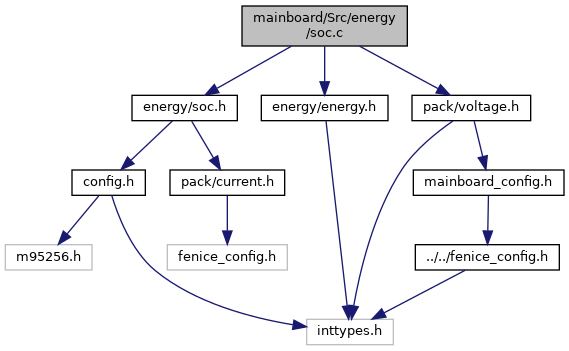 mainboard/Src/energy
/soc.c
energy/soc.h
energy/energy.h
pack/voltage.h
config.h
pack/current.h
mainboard_config.h
m95256.h
fenice_config.h
../../fenice_config.h
inttypes.h